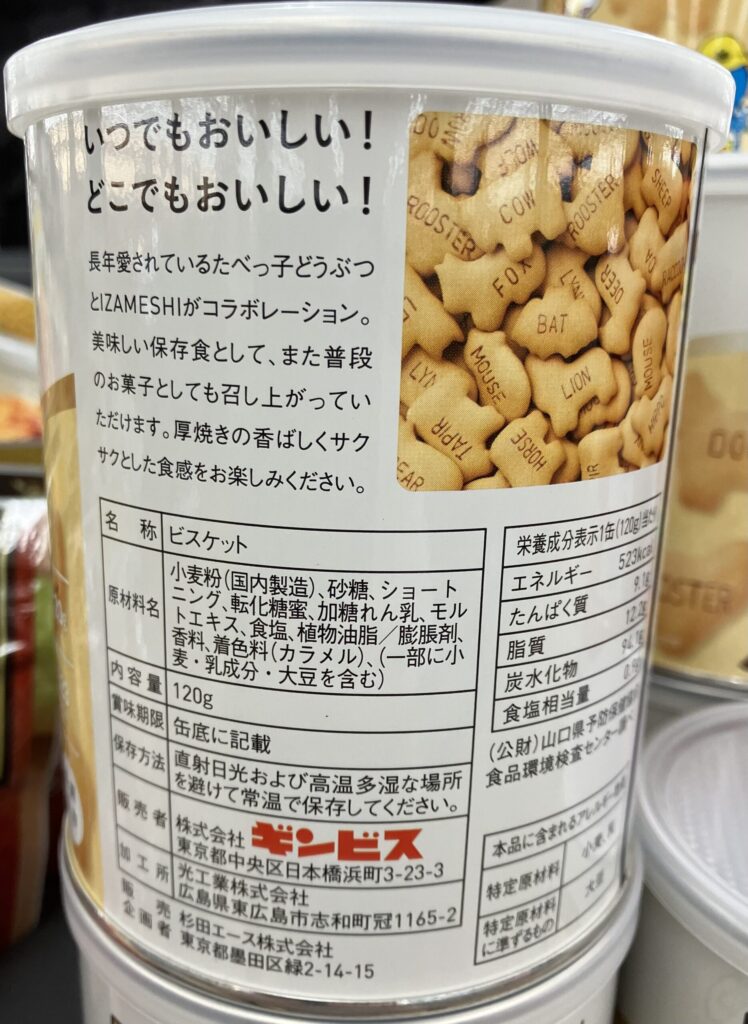 いつでもおいしい!
どこでもおいしい!
長年愛されているたべっ子どうぶつ
とIZAMESHIがコラボレーション。
美味しい保存食として、また普段
のお菓子としても召し上がってい
ただけます。厚焼きの香ばしくサク
サクとした食感をお楽しみください。
COW
ROOSTER
ROOSTER
SHEEP
FOX
LYNX
DEER
BAT
MOUSE
LION
MOUSE
TAPIR
HORSE
名称 ビスケット
原材料名 小麦粉(国内製造)、砂糖、ショート
ニング、転化糖蜜、加糖れん乳、モル
トエキス、食塩、植物油脂/膨脹剤、
香料、着色料(カラメル)、(一部に小
麦・乳成分・大豆を含む)
内容量 120g
賞味期限 缶底に記載
保存方法 直射日光および高温多湿な場所
を避けて常温で保存してください。
販売者 株式会社 ギンビス
東京都中央区日本橋浜町3-23-3
加工所 光工業株式会社
広島県東広島市志和町冠1165-2
販売企画者 杉田エース株式会社
東京都墨田区緑2-14-15
栄養成分表示1缶(120g)当たり
エネルギー 523kcal
たんぱく質
脂質
炭水化物
食塩相当量
(公財)山口県予防保健
食品環境検査センター
本品に含まれるアレルギー
特定原材料 小麦、
特定原材料
に準ずるもの
ROOSTER